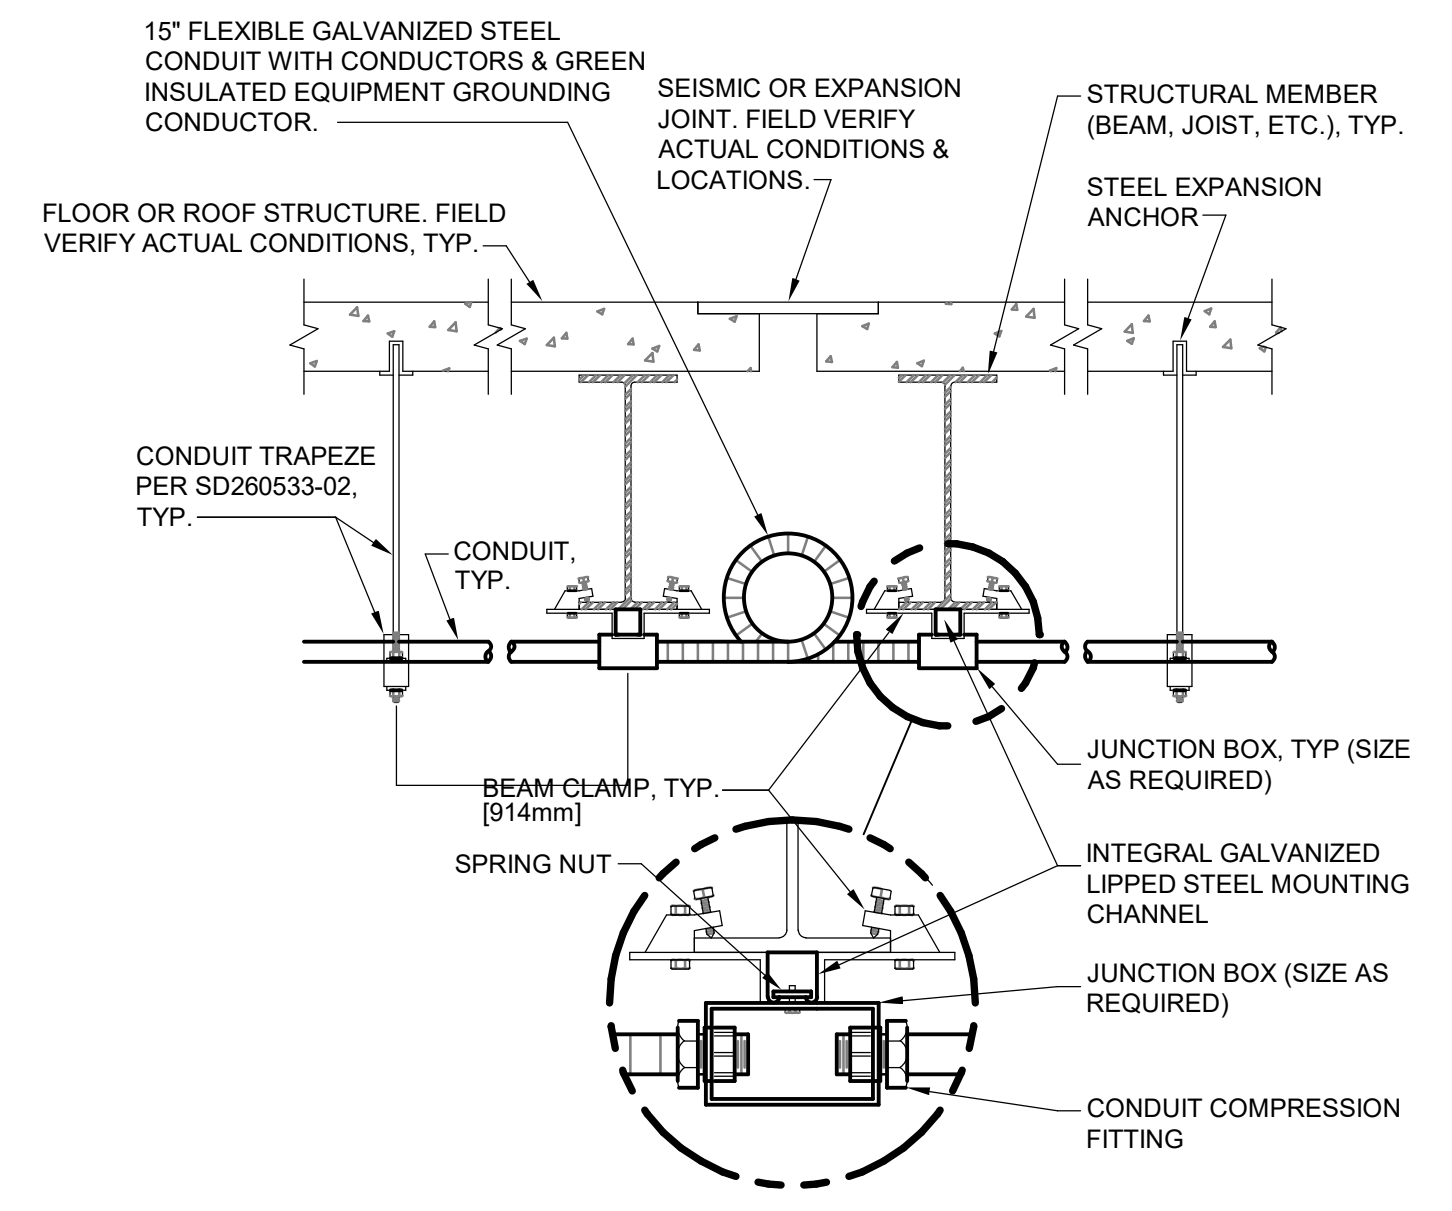 15" FLEXIBLE GALVANIZED STEEL
CONDUIT WITH CONDUCTORS & GREEN
INSULATED EQUIPMENT GROUNDING
CONDUCTOR.
SEISMIC OR EXPANSION
JOINT. FIELD VERIFY
ACTUAL CONDITIONS &
LOCATIONS.
STRUCTURAL MEMBER
(BEAM, JOIST, ETC.), TYP.
STEEL EXPANSION
ANCHOR
FLOOR OR ROOF STRUCTURE. FIELD
VERIFY ACTUAL CONDITIONS, TYP.
CONDUIT TRAPEZE
PER SD260533-02,
TYP.
CONDUIT,
TYP.
BEAM CLAMP, TYP.
[914mm]
SPRING NUT
JUNCTION BOX, TYP (SIZE
AS REQUIRED)
INTEGRAL GALVANIZED
LIPPED STEEL MOUNTING
CHANNEL
JUNCTION BOX (SIZE AS
REQUIRED)
CONDUIT COMPRESSION
FITTING